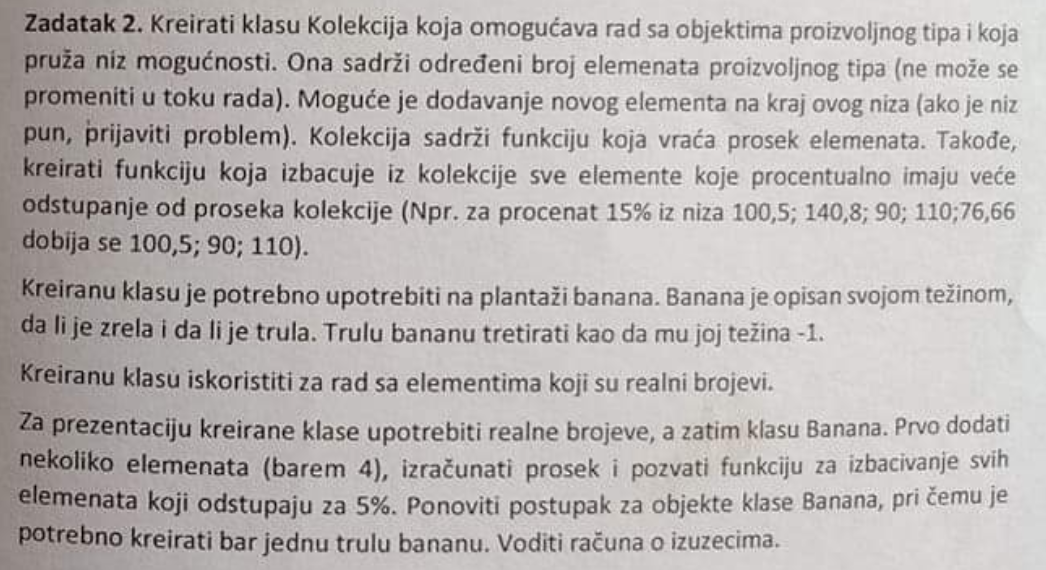 Zadatak 2. Kreirati klasu Kolekcija koja omogućava rad sa objektima proizvoljnog tipa i koja
pruža niz mogućnosti. Ona sadrži određeni broj elemenata proizvoljnog tipa (ne može se
promeniti u toku rada). Moguće je dodavanje novog elementa na kraj ovog niza (ako je niz
pun, prijaviti problem). Kolekcija sadrži funkciju koja vraća prosek elemenata. Takođe,
kreirati funkciju koja izbacuje iz kolekcije sve elemente koje procentualno imaju veće
odstupanje od proseka kolekcije (Npr. za procenat 15% iz niza 100,5; 140,8; 90; 110;76,66
dobija se 100,5; 90; 110).
Kreiranu klasu je potrebno upotrebiti na plantaži banana. Banana je opisan svojom težinom,
da li je zrela i da li je trula. Trulu bananu tretirati kao da mu joj težina -1.
Kreiranu klasu iskoristiti za rad sa elementima koji su realni brojevi.
Za prezentaciju kreirane klase upotrebiti realne brojeve, a zatim klasu Banana. Prvo dodati
nekoliko elemenata (barem 4), izračunati prosek i pozvati funkciju za izbacivanje svih
elemenata koji odstupaju za 5%. Ponoviti postupak za objekte klase Banana, pri čemu je
potrebno kreirati bar jednu trulu bananu. Voditi računa o izuzecima.